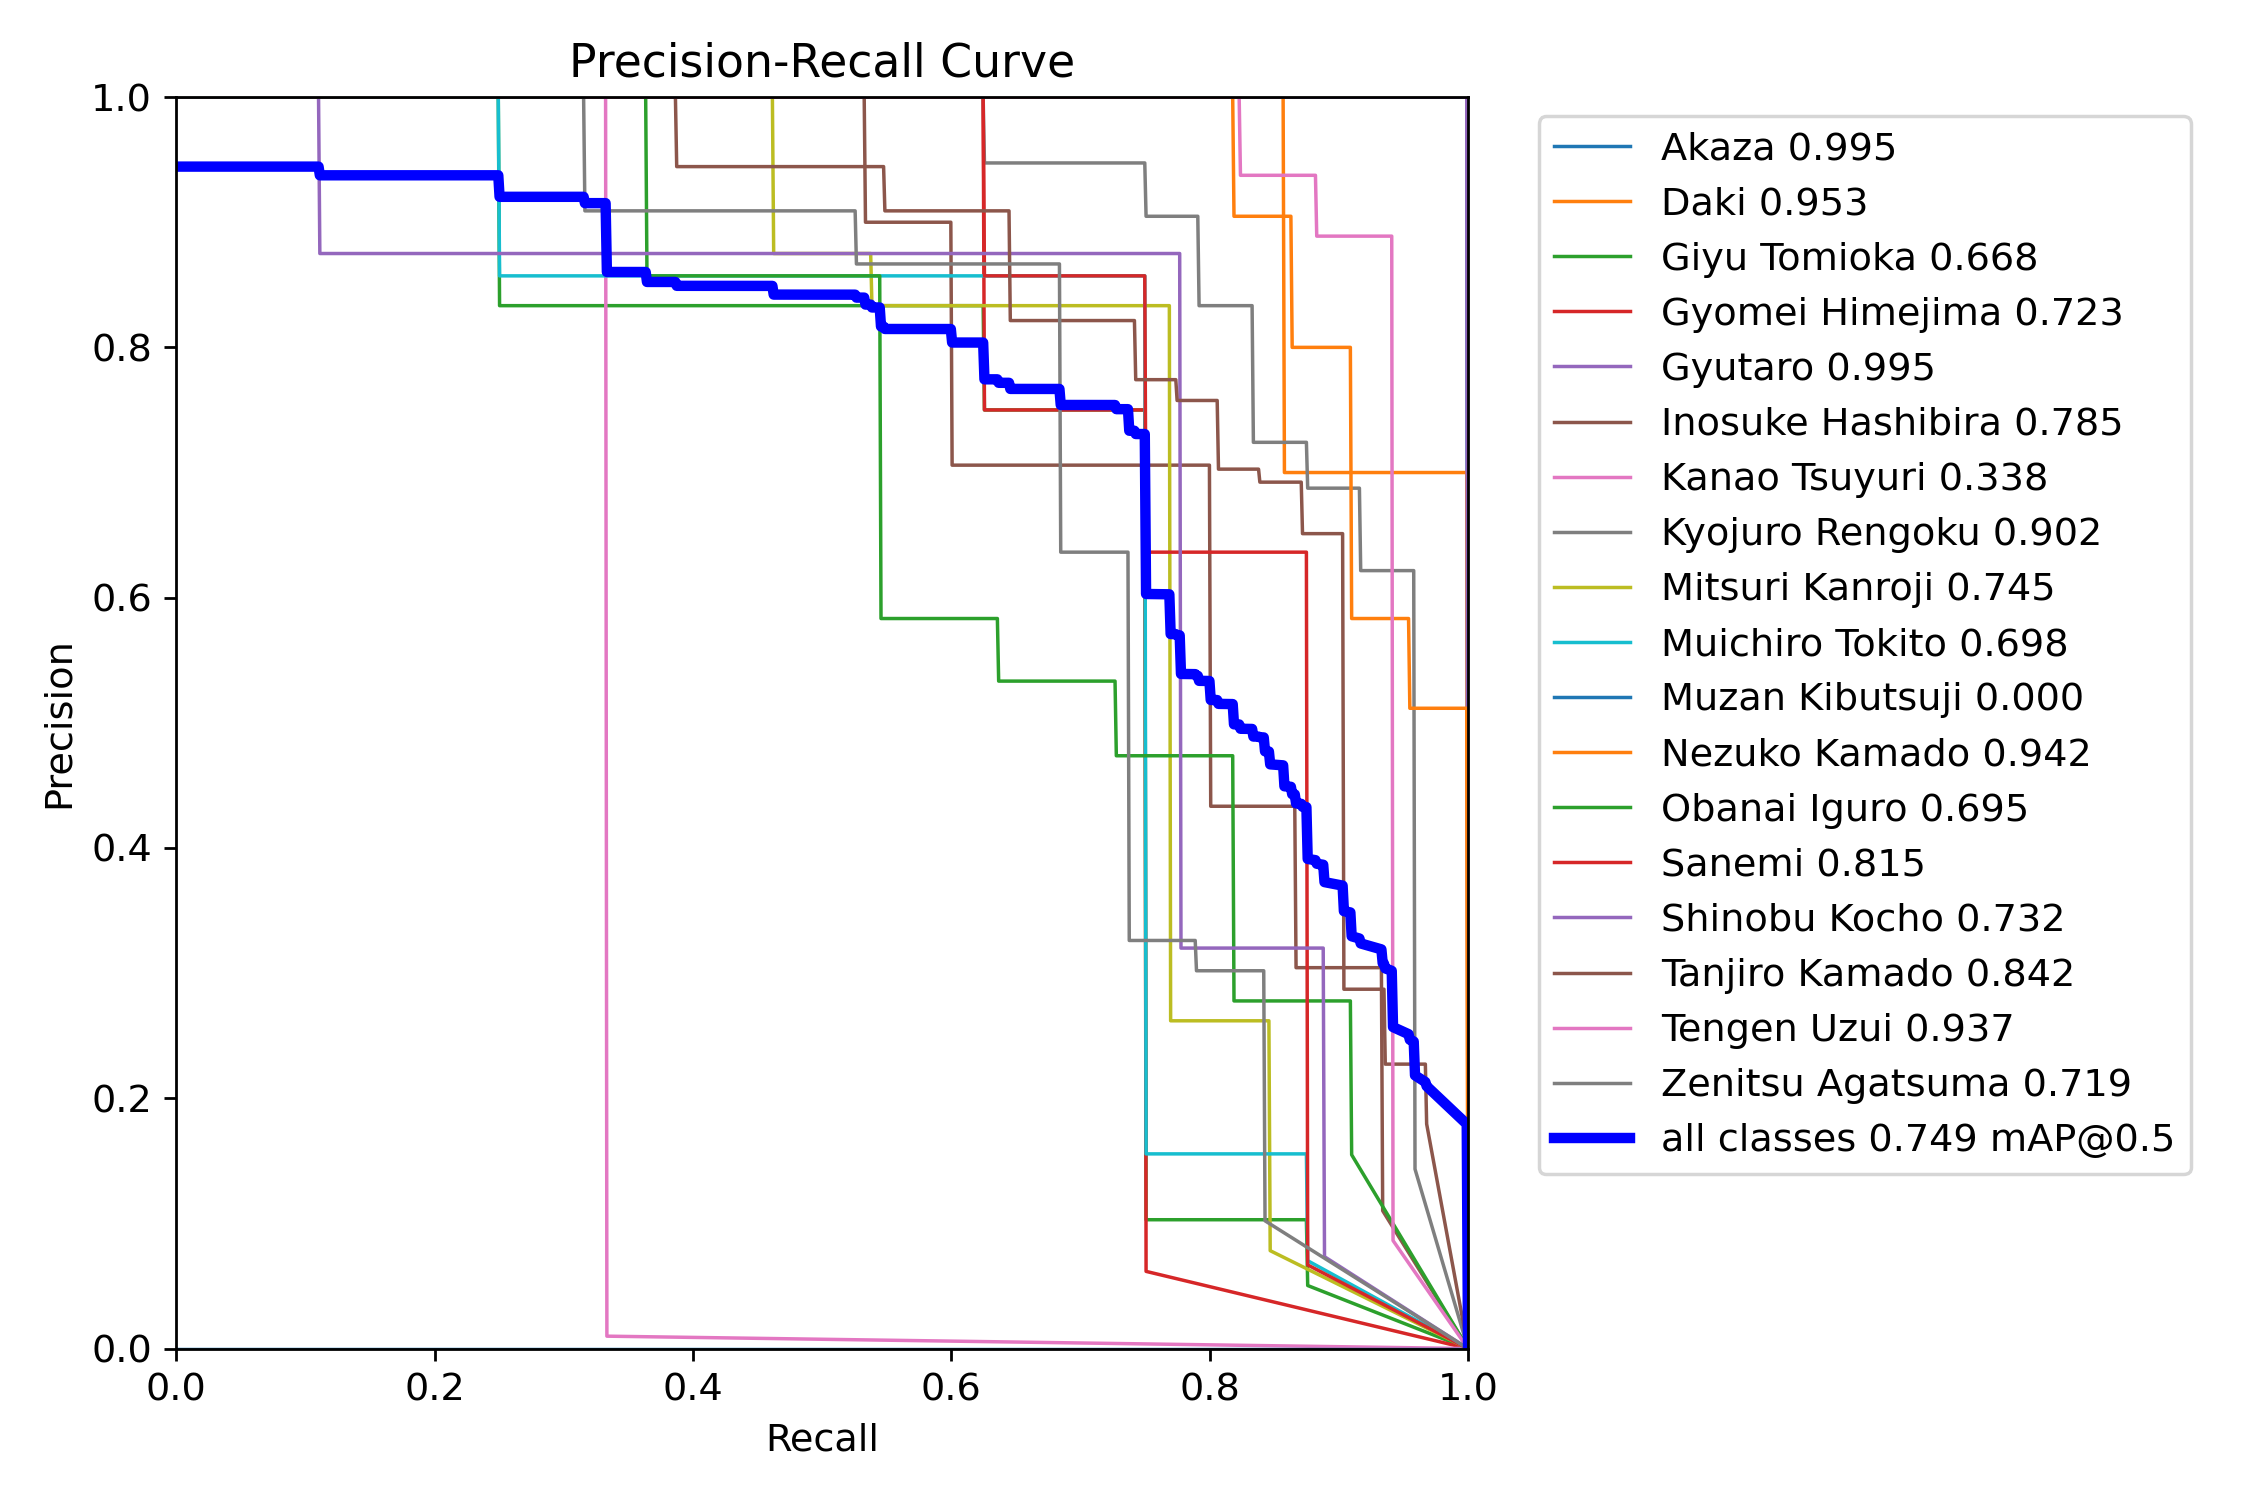 Precision-Recall Curve
1.0
0.8
0.6
0.4
0.2
0.0
Precision
0.0 0.2 0.4 0.6 0.8 1.0
Recall
Akaza 0.995
Daki 0.953
Giyu Tomioka 0.668
Gyomei Himejima 0.723
Gyutaro 0.995
Inosuke Hashibira 0.785
Kanao Tsuyuri 0.338
Kyojuro Rengoku 0.902
Mitsuri Kanroji 0.745
Muichiro Tokito 0.698
Muzan Kibutsuji 0.000
Nezuko Kamado 0.942
Obanai Iguro 0.695
Sanemi 0.815
Shinobu Kocho 0.732
Tanjiro Kamado 0.842
Tengen Uzui 0.937
Zenitsu Agatsuma 0.719
all classes 0.749 mAP@0.5